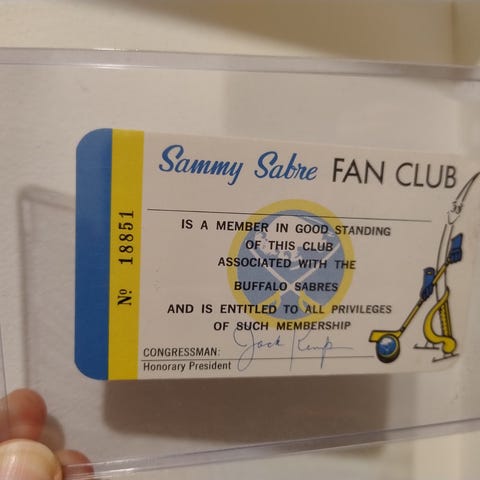 Sammy Sabre FAN CLUB
IS A MEMBER IN GOOD STANDING
OF THIS CLUB
ASSOCIATED WITH THE
BUFFALO SABRES
AND IS ENTITLED TO ALL PRIVILEGES
OF SUCH MEMBERSHIP
CONGRESSMAN: Jack Kemp
Honorary President
No. 18851